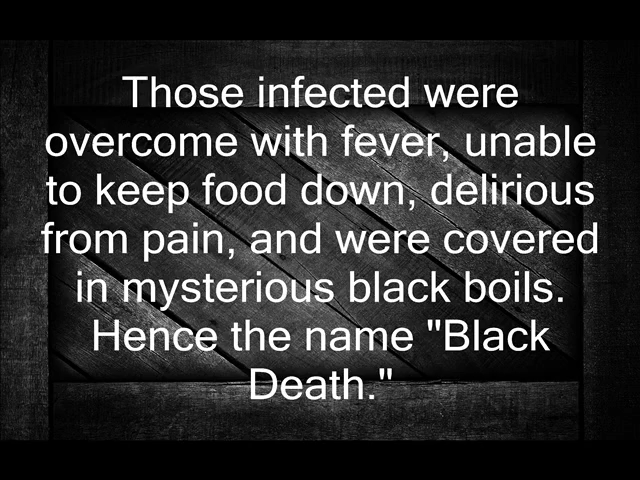 Those infected were
overcome with fever, unable
to keep food down, delirious
from pain, and were covered
in mysterious black boils.
Hence the name "Black
Death."